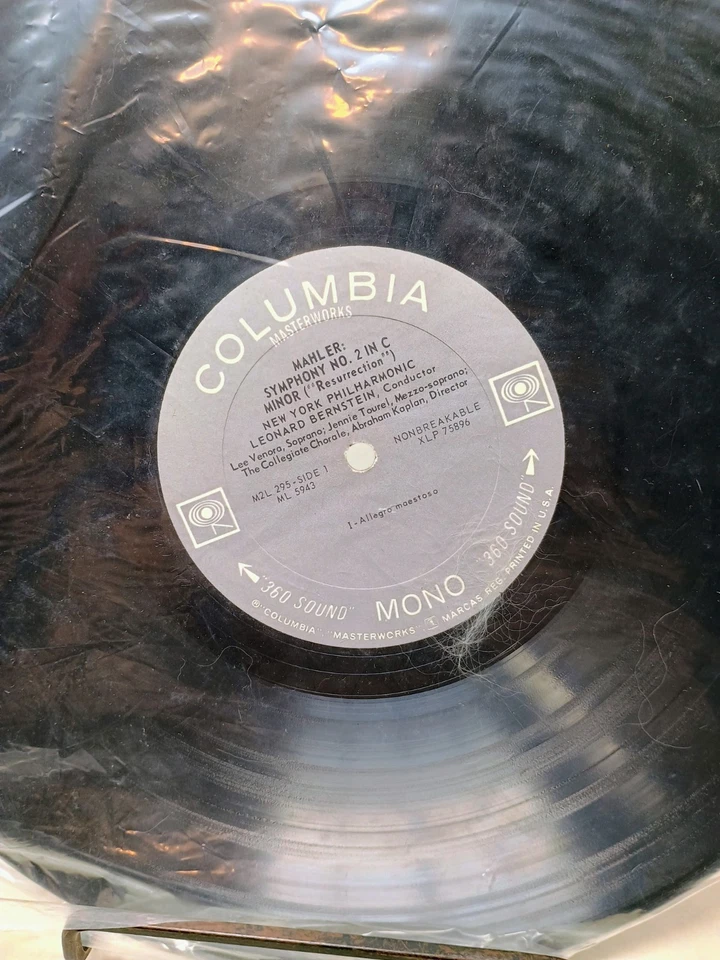 COLUMBIA
MASTERWORKS
MAHLER:
SYMPHONY NO. 2 IN C
MINOR ("Resurrection")
NEW YORK PHILHARMONIC
LEONARD BERNSTEIN, Conductor
Lee Venora, Soprano; Jennie Tourel, Mezzo-soprano;
The Collegiate Chorale, Abraham Kaplan, Director
M2L 295-SIDE 1
ML 5943
NONBREAKABLE
XLP 75896
I-Allegro maestoso
"360 SOUND" MONO "360 SOUND"
® "COLUMBIA", "MASTERWORKS", MARCAS REG. PRINTED IN U.S.A.